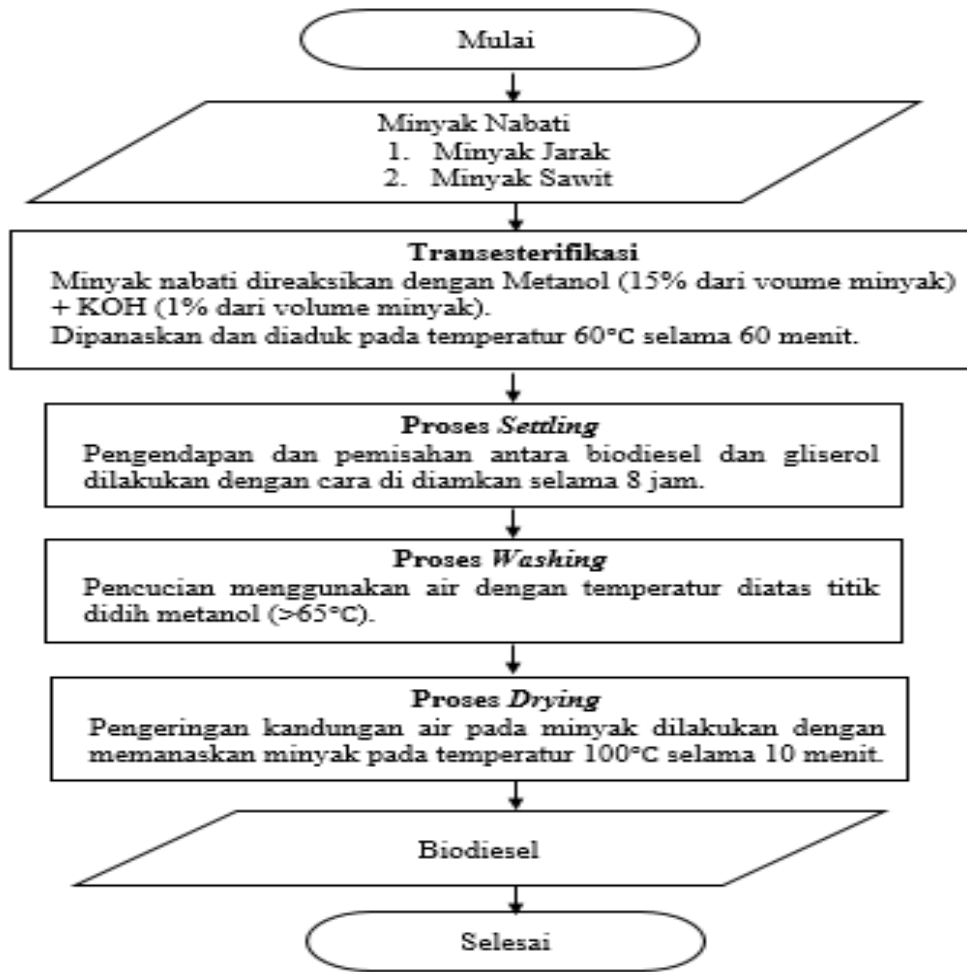 Mulai
Minyak Nabati
1. Minyak Jarak
2. Minyak Sawit
Transesterifikasi
Minyak nabati direaksikan dengan Metanol (15% dari voume minyak)
+ KOH (1% dari volume minyak).
Dipanaskan dan diaduk pada temperatur 60°C selama 60 menit.
Proses Settling
Pengendapan dan pemisahan antara biodiesel dan gliserol
dilakukan dengan cara di diamkan selama 8 jam.
Proses Washing
Pencucian menggunakan air dengan temperatur diatas titik
didih metanol (>65°C).
Proses Drying
Pengeringan kandungan air pada minyak dilakukan dengan
memanaskan minyak pada temperatur 100°C selama 10 menit.
Biodiesel
Selesai